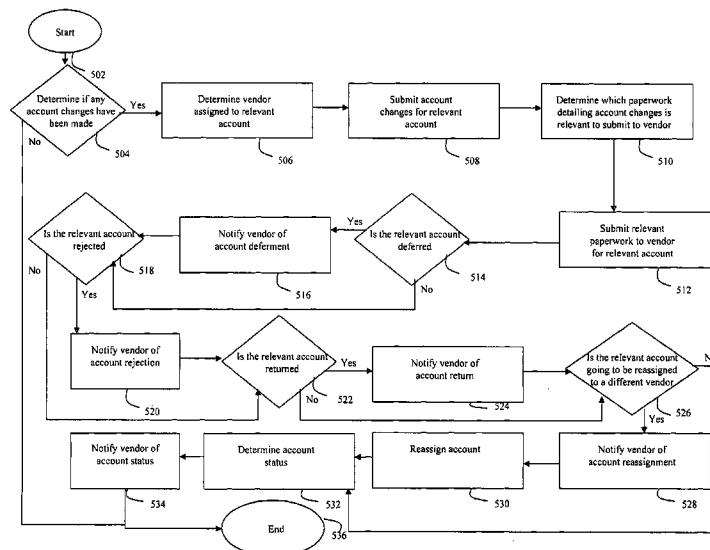 Start
502
Determine if any
account changes have
been made
Yes
No
504
Determine vendor
assigned to relevant
account
506
Submit account
changes for relevant
account
508
Determine which paperwork
detailing account changes is
relevant to submit to vendor
510
Is the relevant account
rejected
518
No
Yes
Notify vendor of
account deferment
516
Yes
Is the relevant account
deferred
514
No
Submit relevant
paperwork to vendor
for relevant account
512
Notify vendor of
account rejection
520
Is the relevant account
returned
522
Yes
No
Notify vendor of
account return
524
Is the relevant account
going to be reassigned
to a different vendor
526
Yes
Notify vendor of
account status
534
Determine account
status
532
Reassign account
530
Notify vendor of
account reassignment
528
End
536